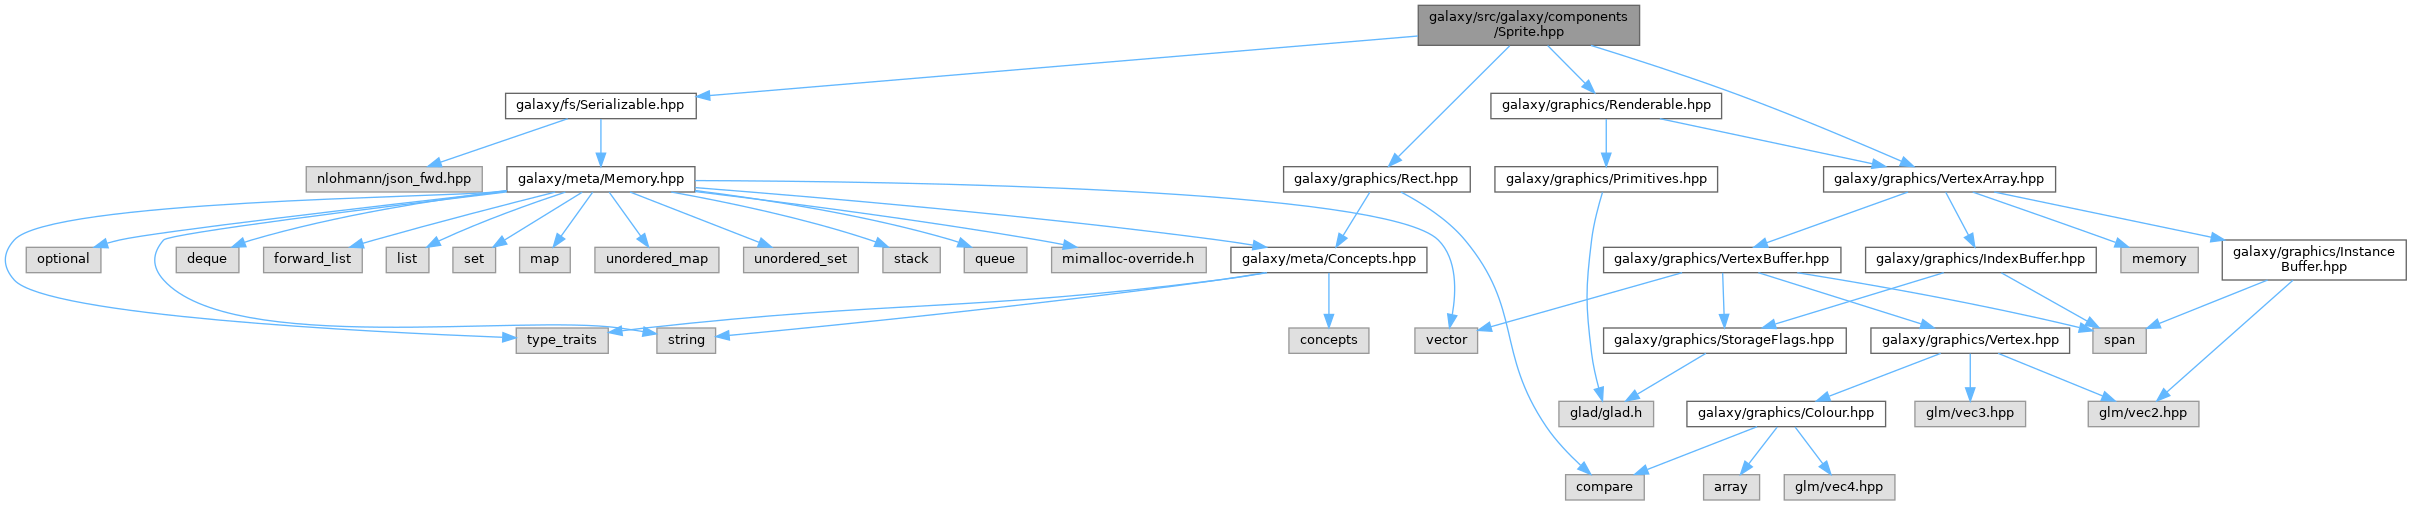 galaxy/src/galaxy/components
/Sprite.hpp
galaxy/fs/Serializable.hpp
galaxy/graphics/Renderable.hpp
nlohmann/json_fwd.hpp
galaxy/meta/Memory.hpp
galaxy/graphics/Rect.hpp
galaxy/graphics/Primitives.hpp
galaxy/graphics/VertexArray.hpp
optional
deque
forward_list
list
set
map
unordered_map
unordered_set
stack
queue
mimalloc-override.h
galaxy/meta/Concepts.hpp
galaxy/graphics/VertexBuffer.hpp
galaxy/graphics/IndexBuffer.hpp
memory
galaxy/graphics/Instance
Buffer.hpp
type_traits
string
concepts
vector
galaxy/graphics/StorageFlags.hpp
galaxy/graphics/Vertex.hpp
span
glad/glad.h
galaxy/graphics/Colour.hpp
glm/vec3.hpp
glm/vec2.hpp
compare
array
glm/vec4.hpp